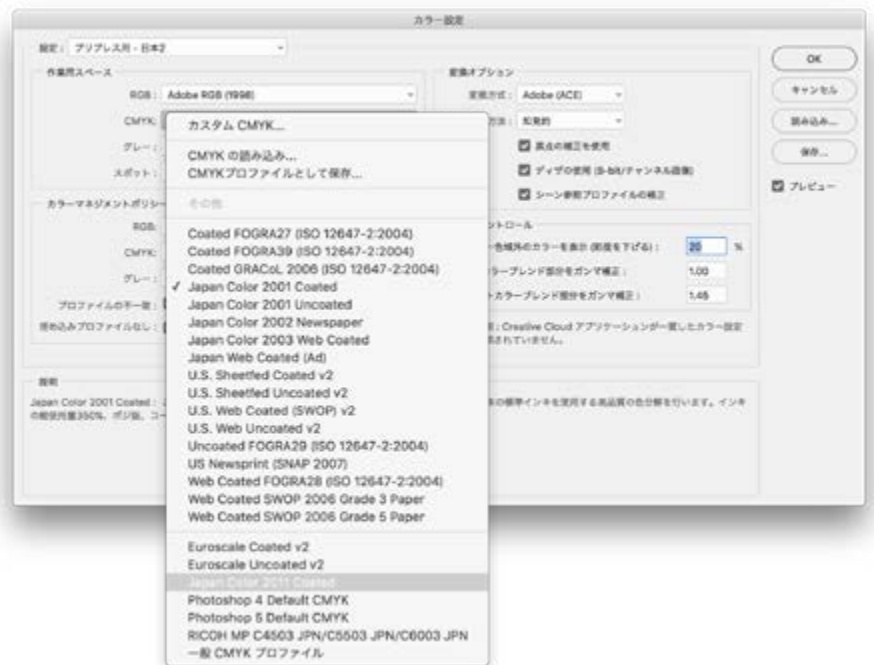 カラー設定
設定： プリプレス用 - 日本2
作業用スペース
RGB： Adobe RGB (1998)
CMYK:
グレー：
スポット：
カラーマネジメントポリシー
RGB:
CMYK:
グレー：
プロファイルの不一致：
埋め込みプロファイルなし：
カスタム CMYK...
CMYK の読み込み...
CMYKプロファイルとして保存...
その他
Coated FOGRA27 (ISO 12647-2:2004)
Coated FOGRA39 (ISO 12647-2:2004)
Coated GRACoL 2006 (ISO 12647-2:2004)
✓ Japan Color 2001 Coated
Japan Color 2001 Uncoated
Japan Color 2002 Newspaper
Japan Color 2003 Web Coated
Japan Web Coated (Ad)
U.S. Sheetfed Coated v2
U.S. Sheetfed Uncoated v2
U.S. Web Coated (SWOP) v2
U.S. Web Uncoated v2
Uncoated FOGRA29 (ISO 12647-2:2004)
US Newsprint (SNAP 2007)
Web Coated FOGRA28 (ISO 12647-2:2004)
Web Coated SWOP 2006 Grade 3 Paper
Web Coated SWOP 2006 Grade 5 Paper
Euroscale Coated v2
Euroscale Uncoated v2
Japan Color 2011 Coated
Photoshop 4 Default CMYK
Photoshop 5 Default CMYK
RICOH MP C4503 JPN/C5503 JPN/C6003 JPN
一般 CMYK プロファイル
変換オプション
変換方式： Adobe (ACE)
方法： 知覚的
黒点の補正を使用
ディザの使用 (8-bit/チャンネル画像)
シーン参照プロファイルの補正
トロール
色域外のカラーを表示 (彩度を下げる)： 20 %
ラーブレンド部分をガンマ補正： 1.00
トカラーブレンド部分をガンマ補正： 1.45
：Creative Cloud アプリケーションが一貫したカラー設定
されていません。
説明
Japan Color 2001 Coated：
の標準インキを使用する高品質の色分解を行います。インキ
の総使用量350%、ポジ版、コー
OK
キャンセル
読み込み...
保存...
プレビュー